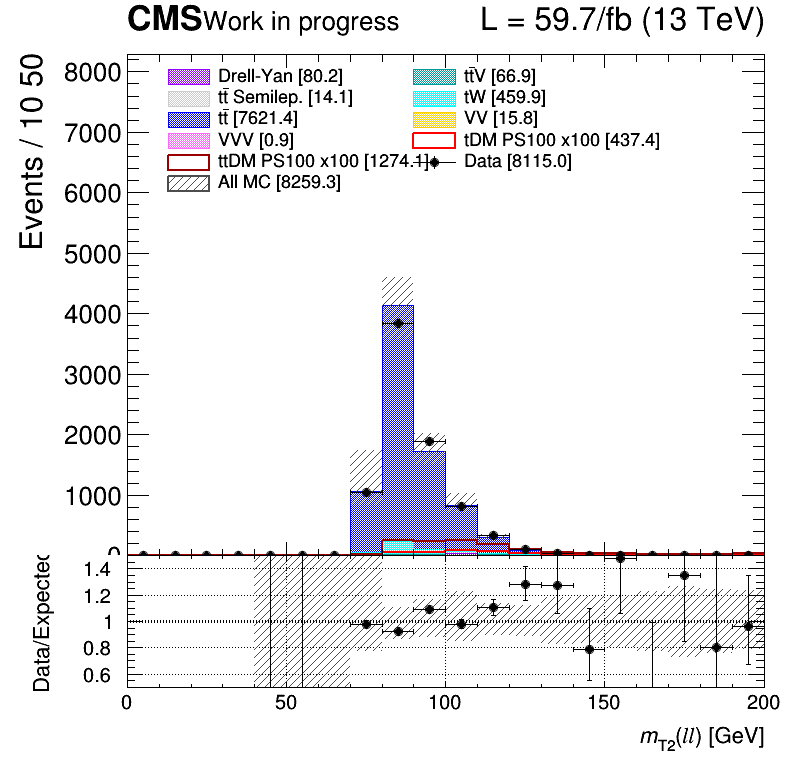 CMS Work in progress L = 59.7/fb (13 TeV)
Events / 10 50
8000
7000
6000
5000
4000
3000
2000
1000
0
Drell-Yan [80.2]
tt̄ Semilep. [14.1]
tt̄ [7621.4]
VVV [0.9]
ttDM PS100 x100 [1274.1]
All MC [8259.3]
tt̄V [66.9]
tW [459.9]
VV [15.8]
tDM PS100 x100 [437.4]
Data [8115.0]
Data/Expected
1.4
1.2
1
0.8
0.6
0 50 100 150 200
m_T2(ll) [GeV]